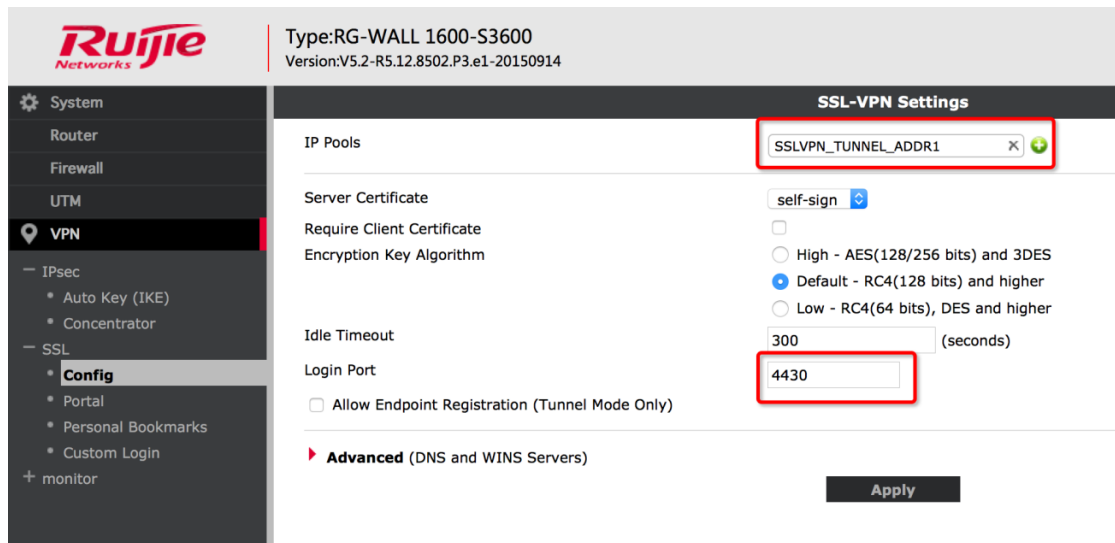 Ruijie
Networks
Type:RG-WALL 1600-S3600
Version:V5.2-R5.12.8502.P3.e1-20150914
System
Router
Firewall
UTM
VPN
IPsec
Auto Key (IKE)
Concentrator
SSL
Config
Portal
Personal Bookmarks
Custom Login
monitor
SSL-VPN Settings
IP Pools SSLVPN_TUNNEL_ADDR1
Server Certificate self-sign
Require Client Certificate
Encryption Key Algorithm High - AES(128/256 bits) and 3DES
Default - RC4(128 bits) and higher
Low - RC4(64 bits), DES and higher
Idle Timeout 300 (seconds)
Login Port 4430
Allow Endpoint Registration (Tunnel Mode Only)
Advanced (DNS and WINS Servers)
Apply